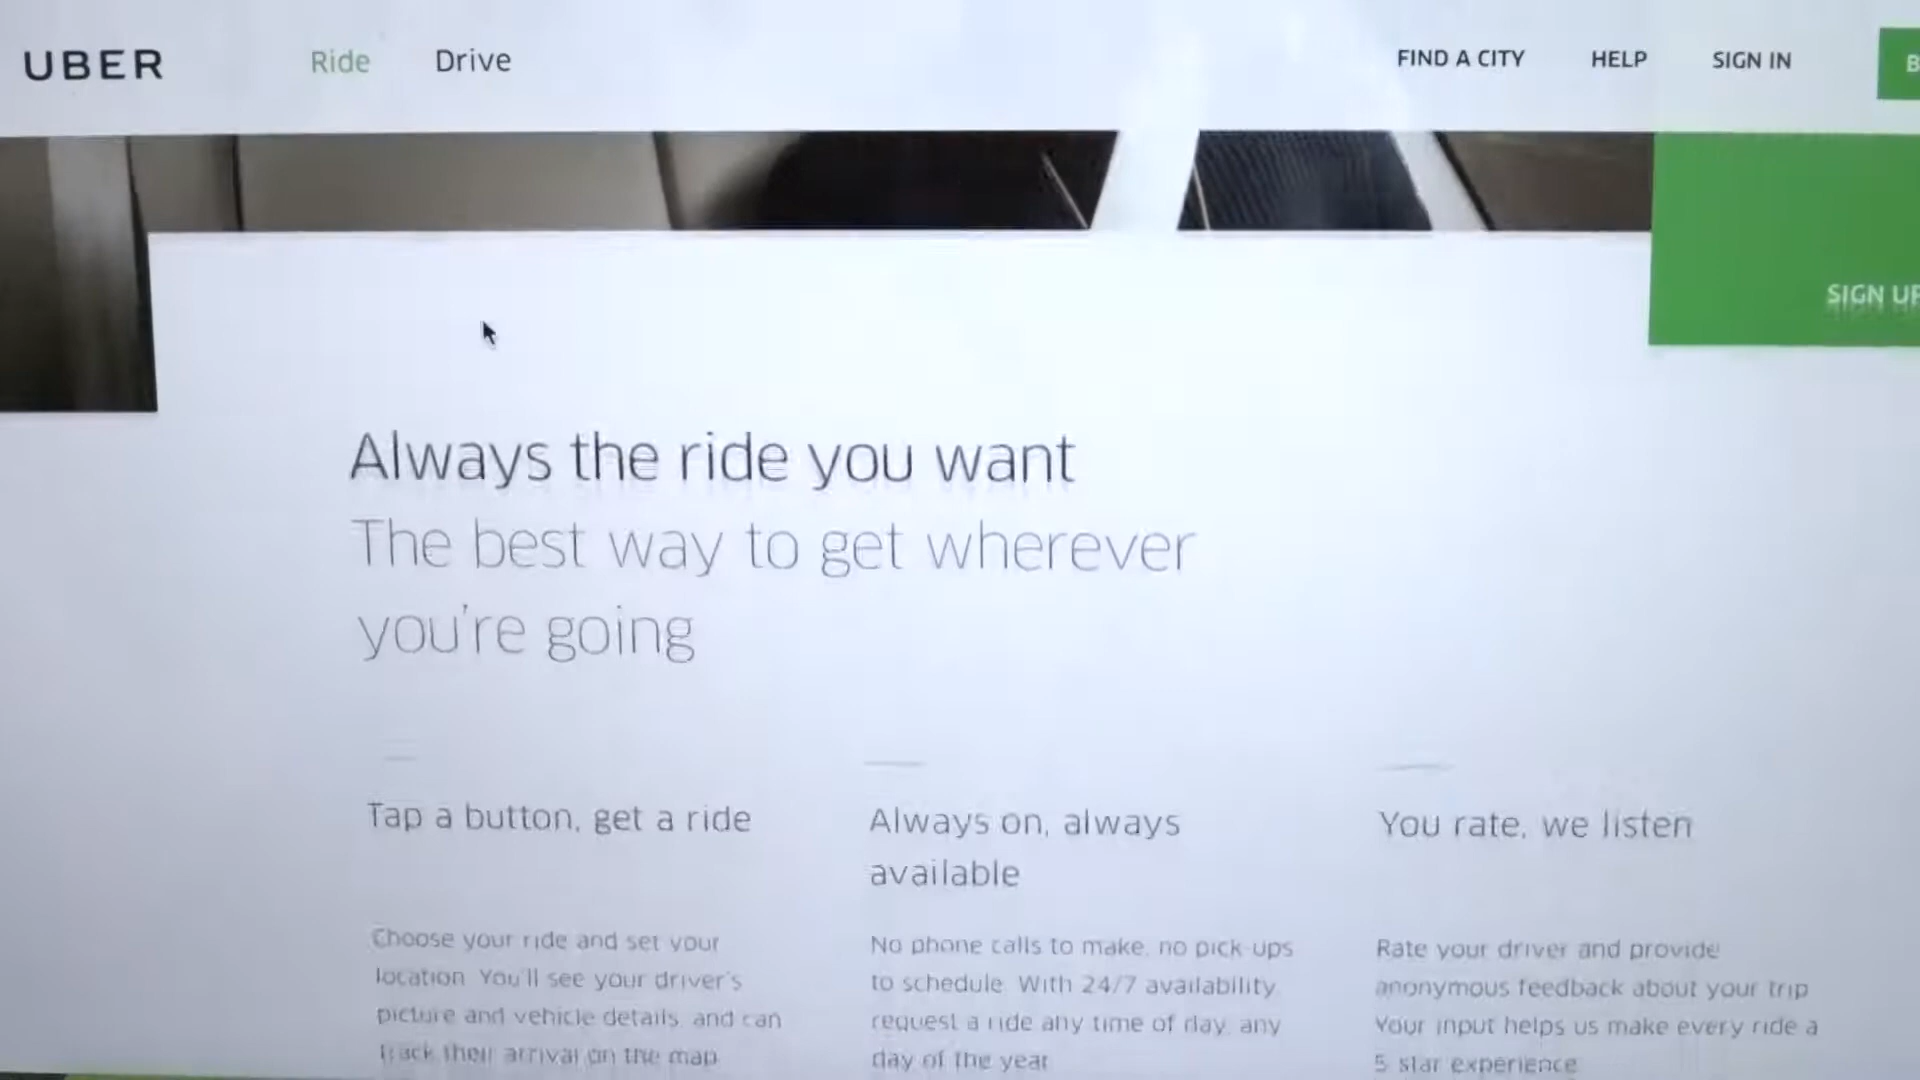 UBER
Ride
Drive
FIND A CITY
HELP
SIGN IN
B
SIGN UP
Always the ride you want
The best way to get wherever
you're going
Tap a button, get a ride
Always on, always
available
You rate, we listen
Choose your ride and set your
location. You'll see your driver's
picture and vehicle details, and can
track their arrival on the map
No phone calls to make, no pick-ups
to schedule. With 24/7 availability,
request a ride any time of day, any
day of the year
Rate your driver and provide
anonymous feedback about your trip
Your input helps us make every ride a
5 star experience